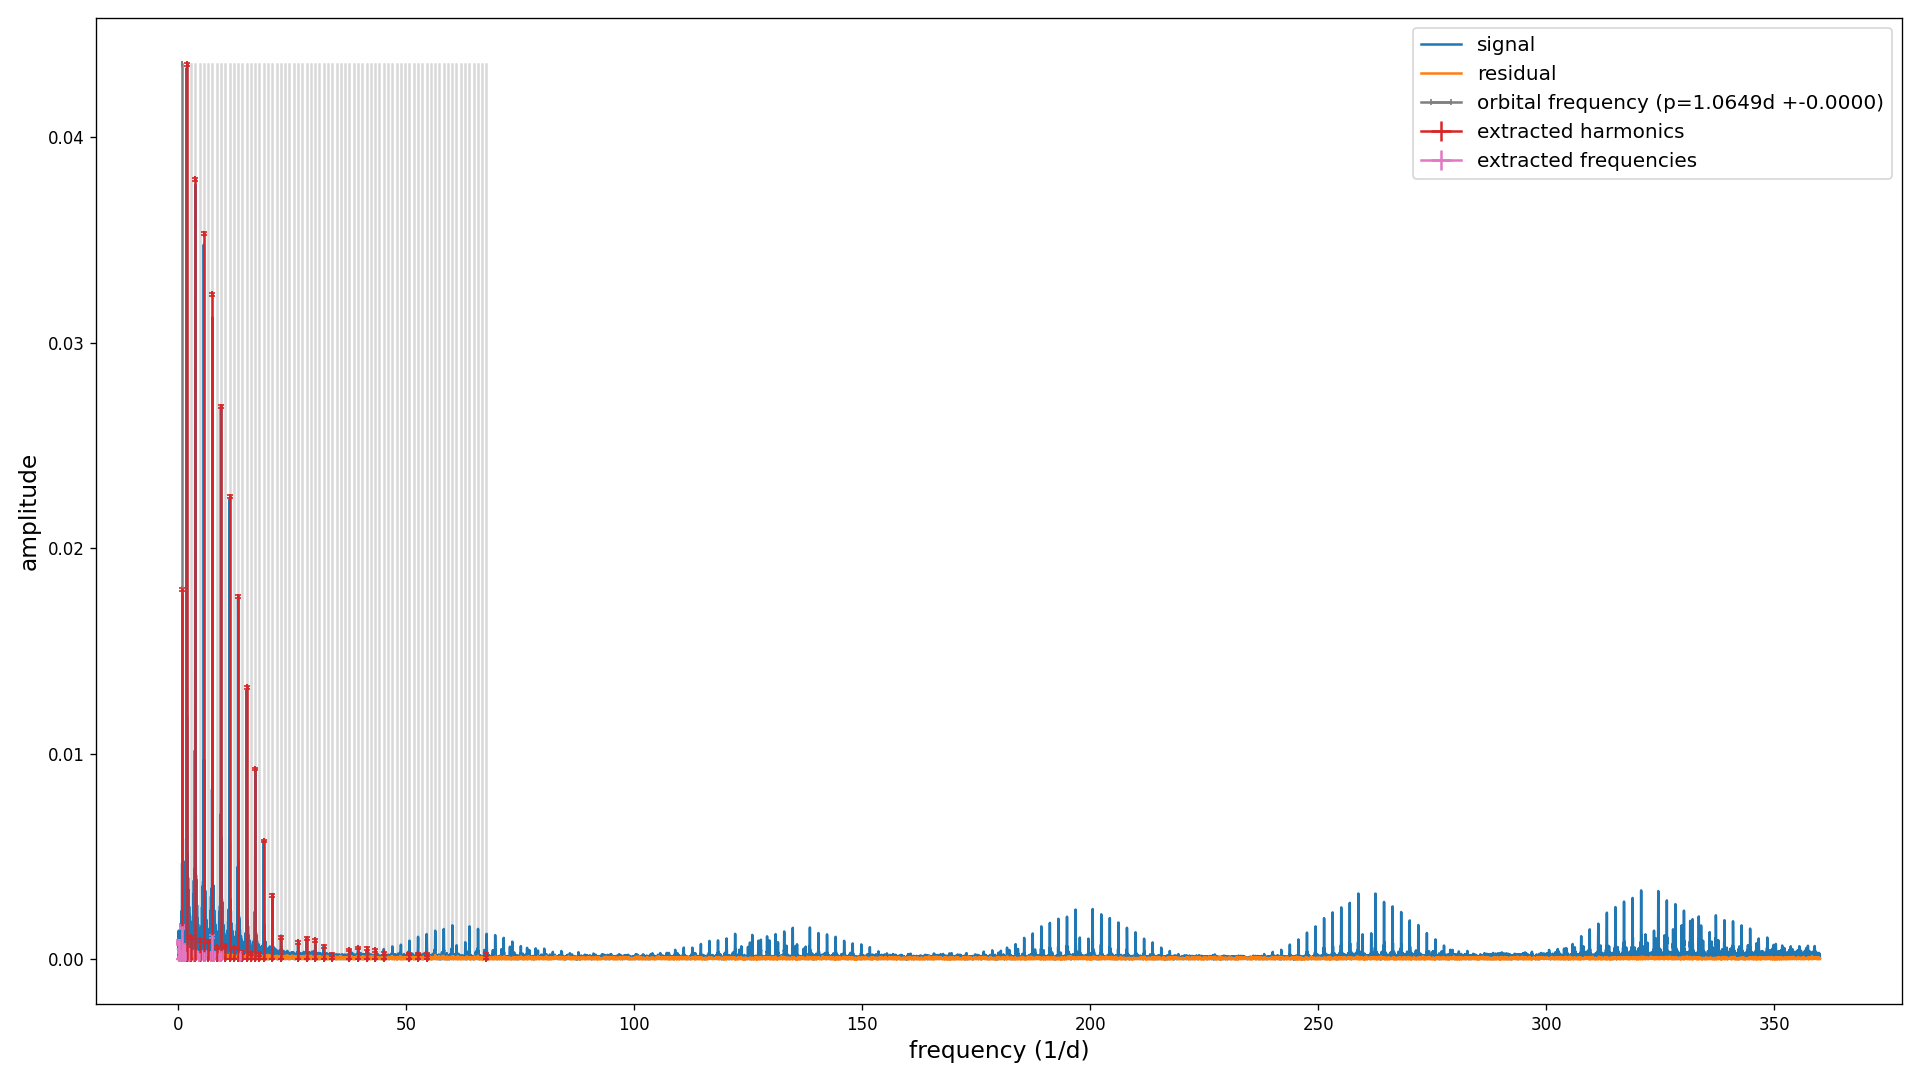 signal
residual
orbital frequency (p=1.0649d +-0.0000)
extracted harmonics
extracted frequencies
0.04
0.03
0.02
0.01
0.00
amplitude
0 50 100 150 200 250 300 350
frequency (1/d)